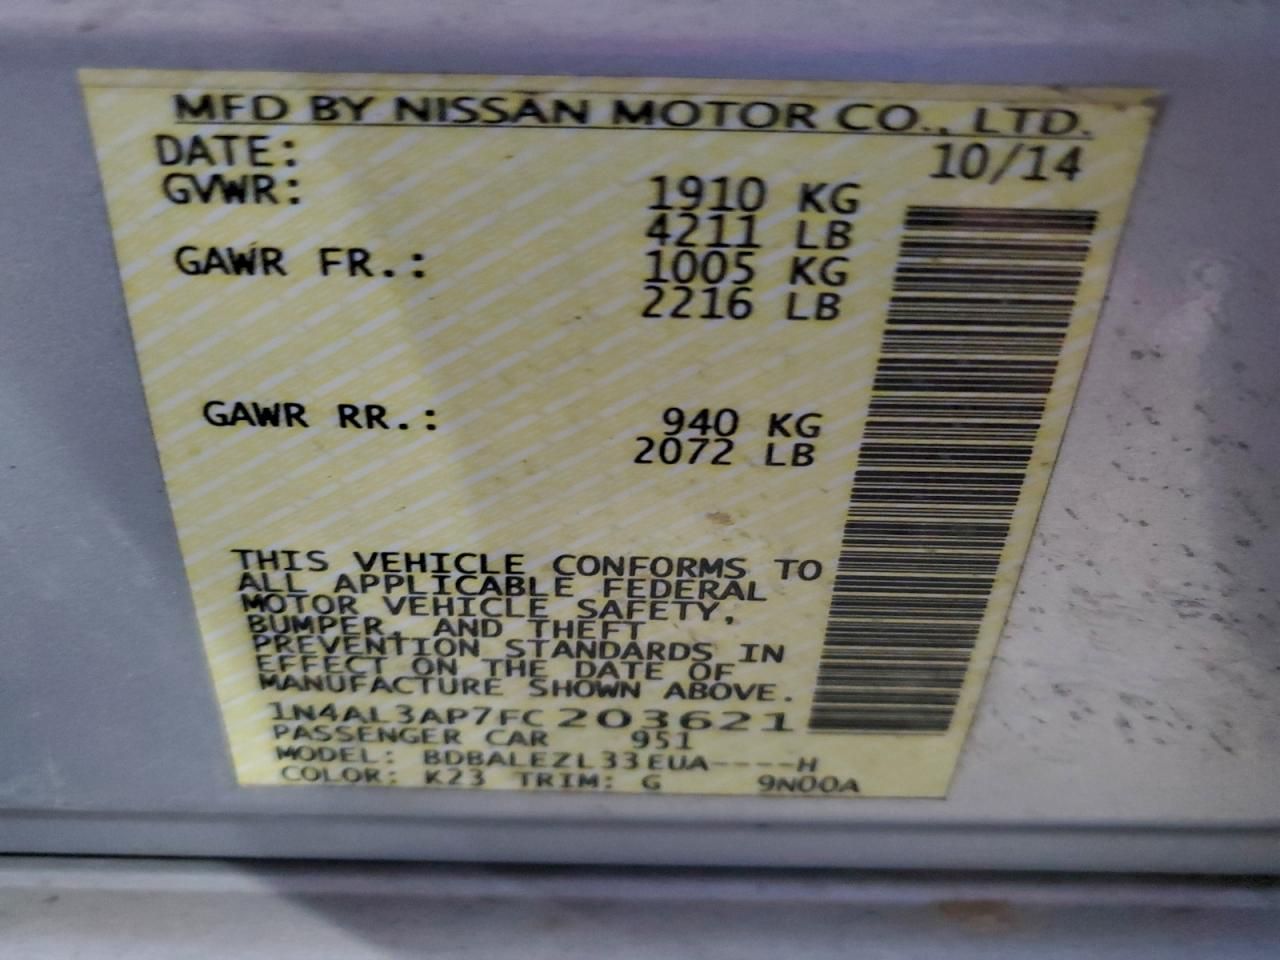 MFD BY NISSAN MOTOR CO., LTD.
DATE: 10/14
GVWR: 1910 KG
4211 LB
GAWR FR.: 1005 KG
2216 LB
GAWR RR.: 940 KG
2072 LB
THIS VEHICLE CONFORMS TO
ALL APPLICABLE FEDERAL
MOTOR VEHICLE SAFETY,
BUMPER, AND THEFT
PREVENTION STANDARDS IN
EFFECT ON THE DATE OF
MANUFACTURE SHOWN ABOVE.
1N4AL3AP7FC203621
PASSENGER CAR 951
MODEL: BDBALEZL33EUA----H
COLOR: K23 TRIM: G 9N00A